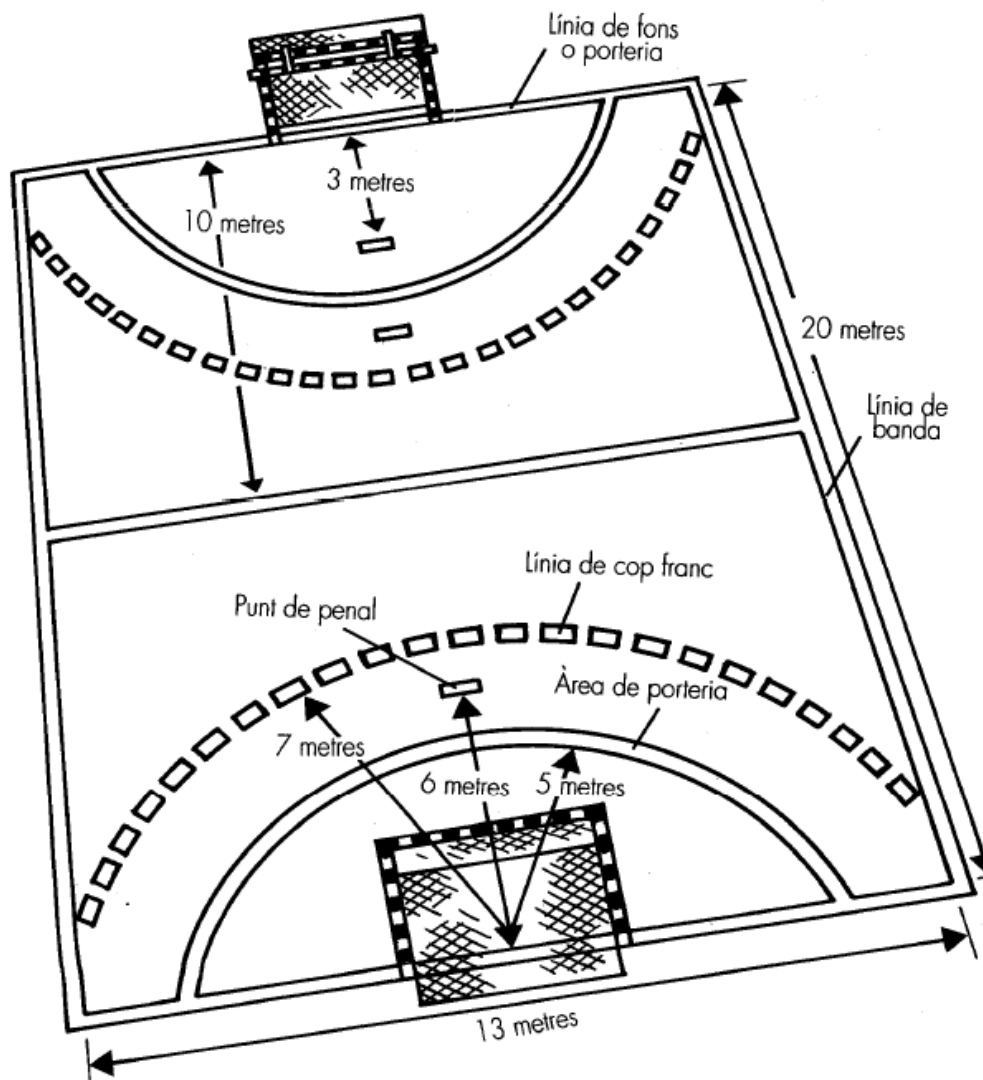 Línia de fons
o porteria
3 metres
10 metres
20 metres
Línia de
banda
Línia de cop franc
Punt de penal
Àrea de porteria
7 metres
6 metres
5 metres
13 metres